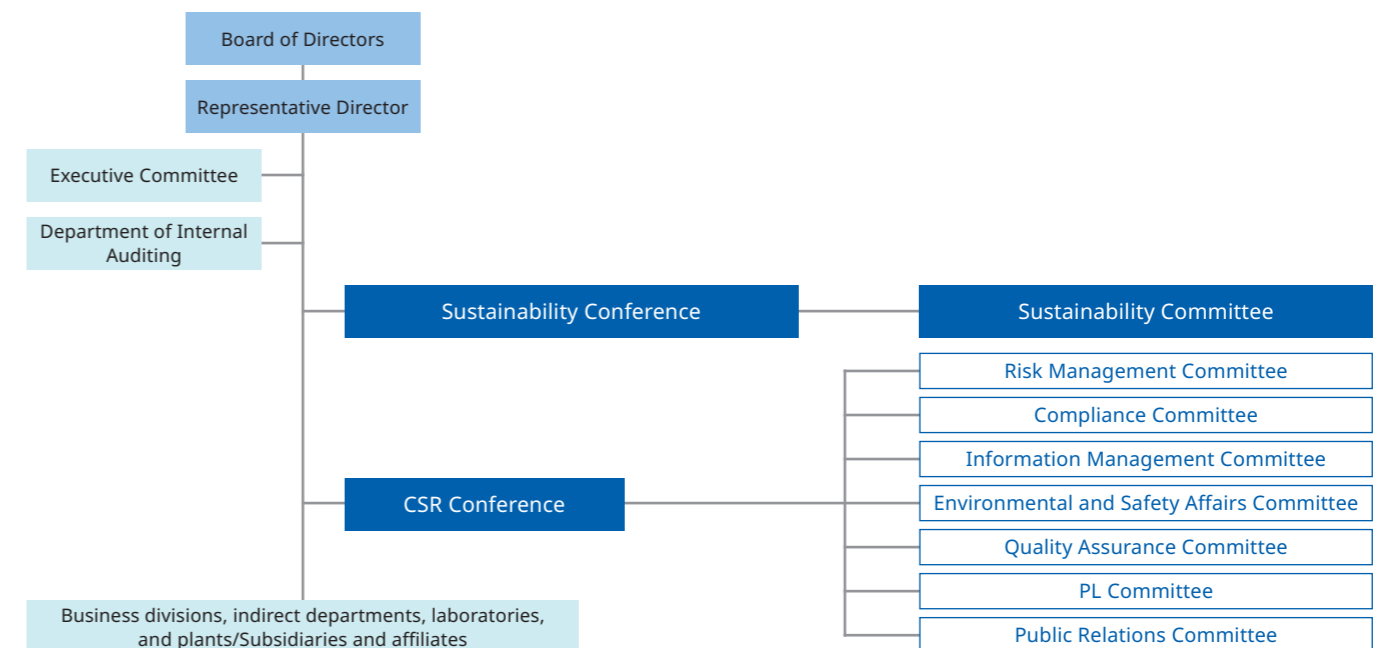 Board of Directors
Representative Director
Executive Committee
Department of Internal
Auditing
Sustainability Conference
Sustainability Committee
Risk Management Committee
Compliance Committee
Information Management Committee
CSR Conference
Environmental and Safety Affairs Committee
Quality Assurance Committee
PL Committee
Public Relations Committee
Business divisions, indirect departments, laboratories,
and plants/Subsidiaries and affiliates